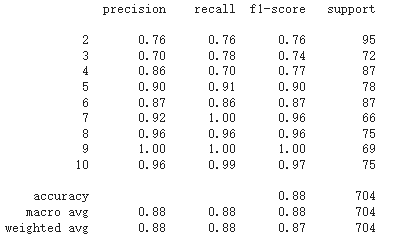 precision recall f1-score support
2 0.76 0.76 0.76 95
3 0.70 0.78 0.74 72
4 0.86 0.70 0.77 87
5 0.90 0.91 0.90 78
6 0.87 0.86 0.87 87
7 0.92 1.00 0.96 66
8 0.96 0.96 0.96 75
9 1.00 1.00 1.00 69
10 0.96 0.99 0.97 75
accuracy 0.88 704
macro avg 0.88 0.88 0.88 704
weighted avg 0.88 0.88 0.87 704